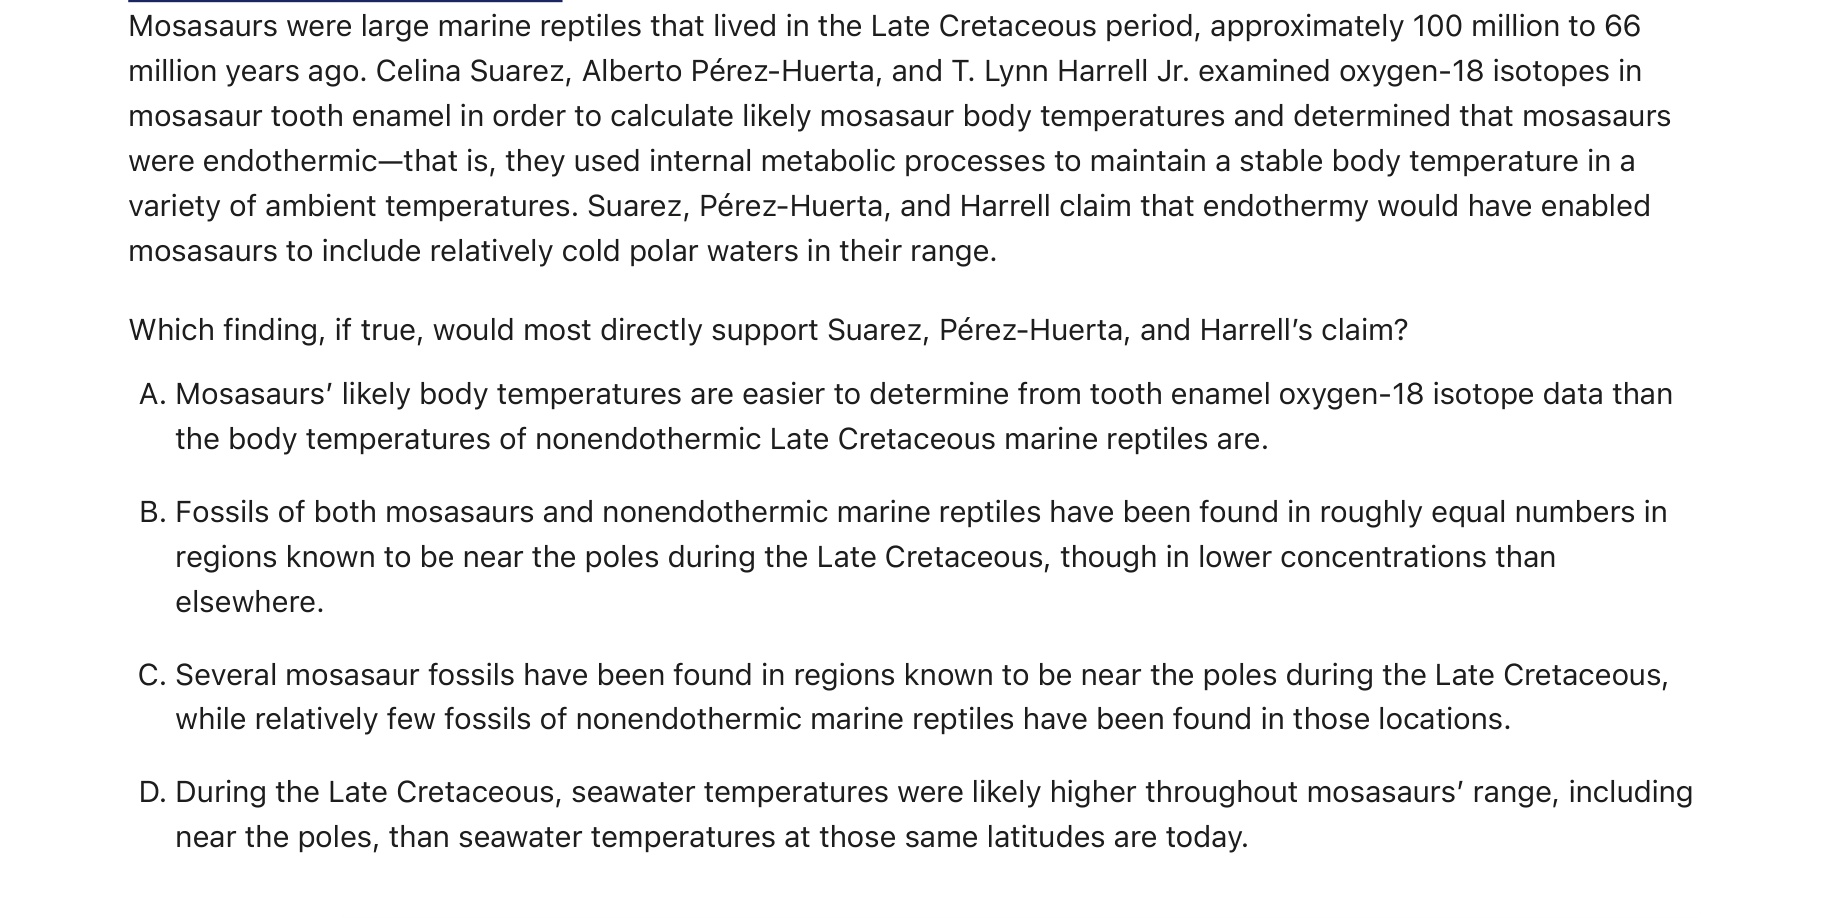 Mosasaurs were large marine reptiles that lived in the Late Cretaceous period, approximately 100 million to 66
million years ago. Celina Suarez, Alberto Pérez-Huerta, and T. Lynn Harrell Jr. examined oxygen-18 isotopes in
mosasaur tooth enamel in order to calculate likely mosasaur body temperatures and determined that mosasaurs
were endothermic—that is, they used internal metabolic processes to maintain a stable body temperature in a
variety of ambient temperatures. Suarez, Pérez-Huerta, and Harrell claim that endothermy would have enabled
mosasaurs to include relatively cold polar waters in their range.
Which finding, if true, would most directly support Suarez, Pérez-Huerta, and Harrell’s claim?
A. Mosasaurs’ likely body temperatures are easier to determine from tooth enamel oxygen-18 isotope data than
the body temperatures of nonendothermic Late Cretaceous marine reptiles are.
B. Fossils of both mosasaurs and nonendothermic marine reptiles have been found in roughly equal numbers in
regions known to be near the poles during the Late Cretaceous, though in lower concentrations than
elsewhere.
C. Several mosasaur fossils have been found in regions known to be near the poles during the Late Cretaceous,
while relatively few fossils of nonendothermic marine reptiles have been found in those locations.
D. During the Late Cretaceous, seawater temperatures were likely higher throughout mosasaurs’ range, including
near the poles, than seawater temperatures at those same latitudes are today.